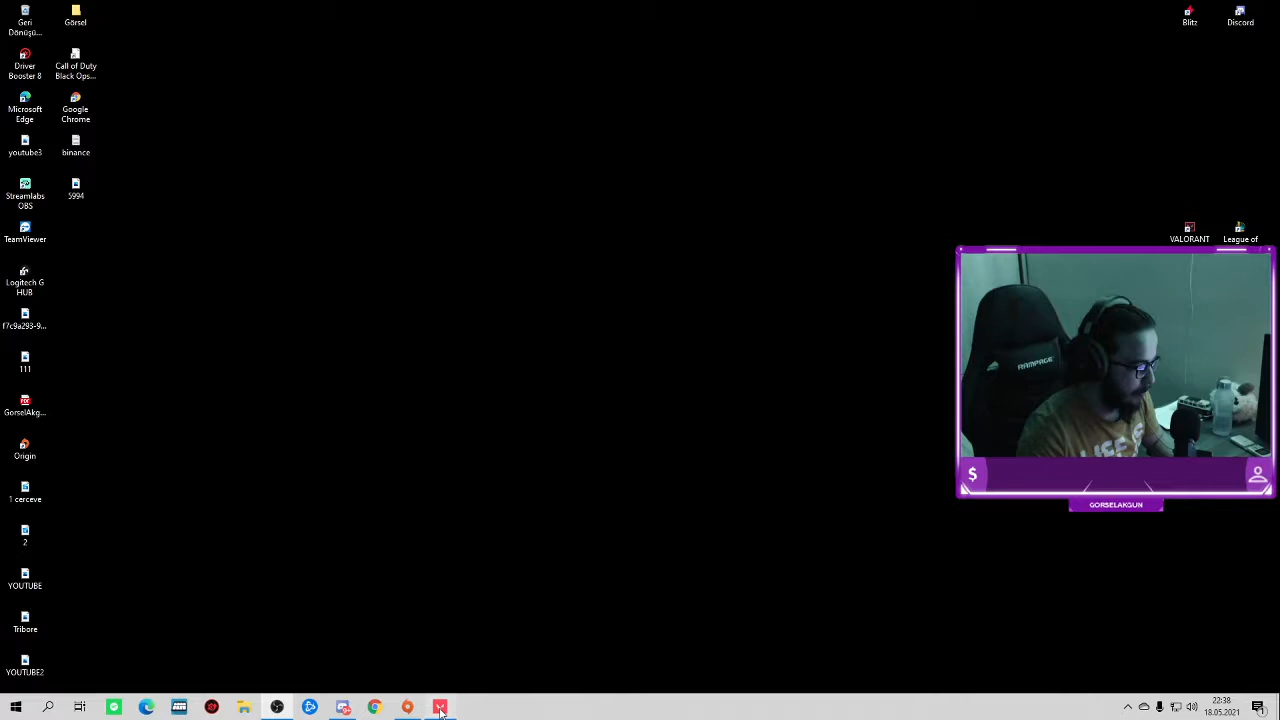 Geri
Dönüşü...
Görsel
Driver
Booster 8
Call of Duty
Black Ops...
Microsoft
Edge
Google
Chrome
youtube3
binance
Streamlabs
OBS
5994
TeamViewer
Logitech G
HUB
f7c9a293-9...
111
GorselAkg...
Origin
1 cerceve
2
YOUTUBE
Tribore
YOUTUBE2
Blitz
Discord
VALORANT
League of
RAMPAGE
$
GORSELAKGUN
22:38
18.05.2021